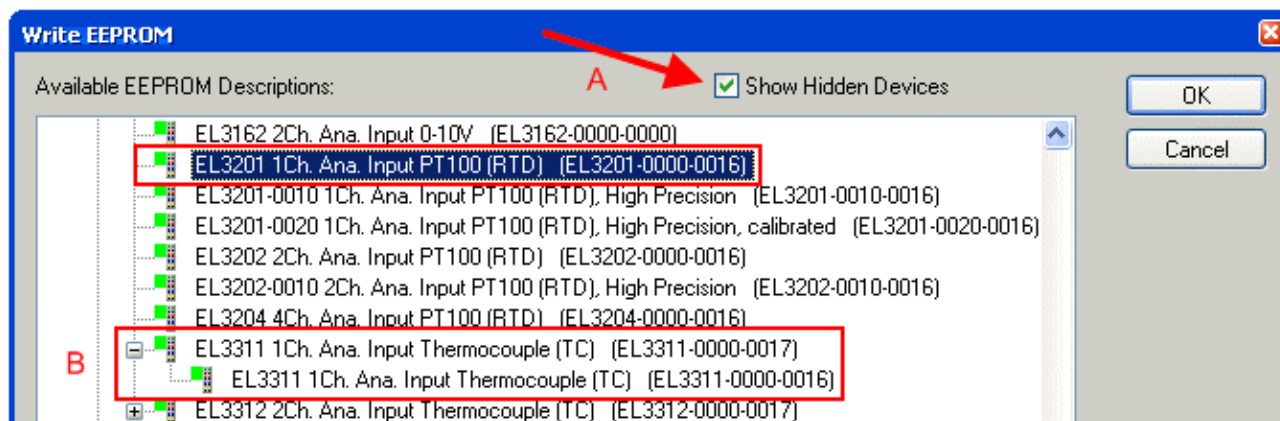 Write EEPROM
Available EEPROM Descriptions:
A
Show Hidden Devices
OK
Cancel
EL3162 2Ch. Ana. Input 0-10V (EL3162-0000-0000)
EL3201 1Ch. Ana. Input PT100 (RTD) (EL3201-0000-0016)
EL3201-0010 1Ch. Ana. Input PT100 (RTD), High Precision (EL3201-0010-0016)
EL3201-0020 1Ch. Ana. Input PT100 (RTD), High Precision, calibrated (EL3201-0020-0016)
EL3202 2Ch. Ana. Input PT100 (RTD) (EL3202-0000-0016)
EL3202-0010 2Ch. Ana. Input PT100 (RTD), High Precision (EL3202-0010-0016)
EL3204 4Ch. Ana. Input PT100 (RTD) (EL3204-0000-0016)
B
EL3311 1Ch. Ana. Input Thermocouple (TC) (EL3311-0000-0017)
EL3311 1Ch. Ana. Input Thermocouple (TC) (EL3311-0000-0016)
EL3312 2Ch. Ana. Input Thermocouple (TC) (EL3312-0000-0017)